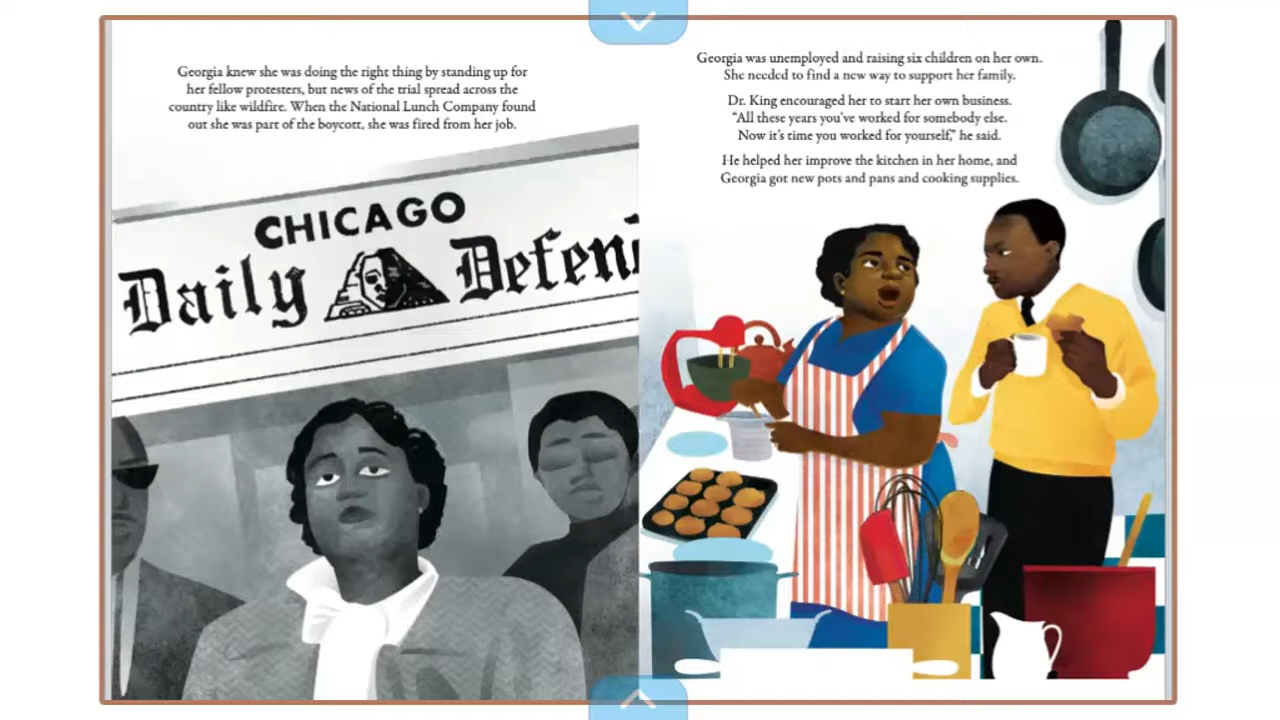 Georgia knew she was doing the right thing by standing up for
her fellow protesters, but news of the trial spread across the
country like wildfire. When the National Lunch Company found
out she was part of the boycott, she was fired from her job.
CHICAGO
Daily Defen
Georgia was unemployed and raising six children on her own.
She needed to find a new way to support her family.
Dr. King encouraged her to start her own business.
“All these years you’ve worked for somebody else.
Now it’s time you worked for yourself,” he said.
He helped her improve the kitchen in her home, and
Georgia got new pots and pans and cooking supplies.